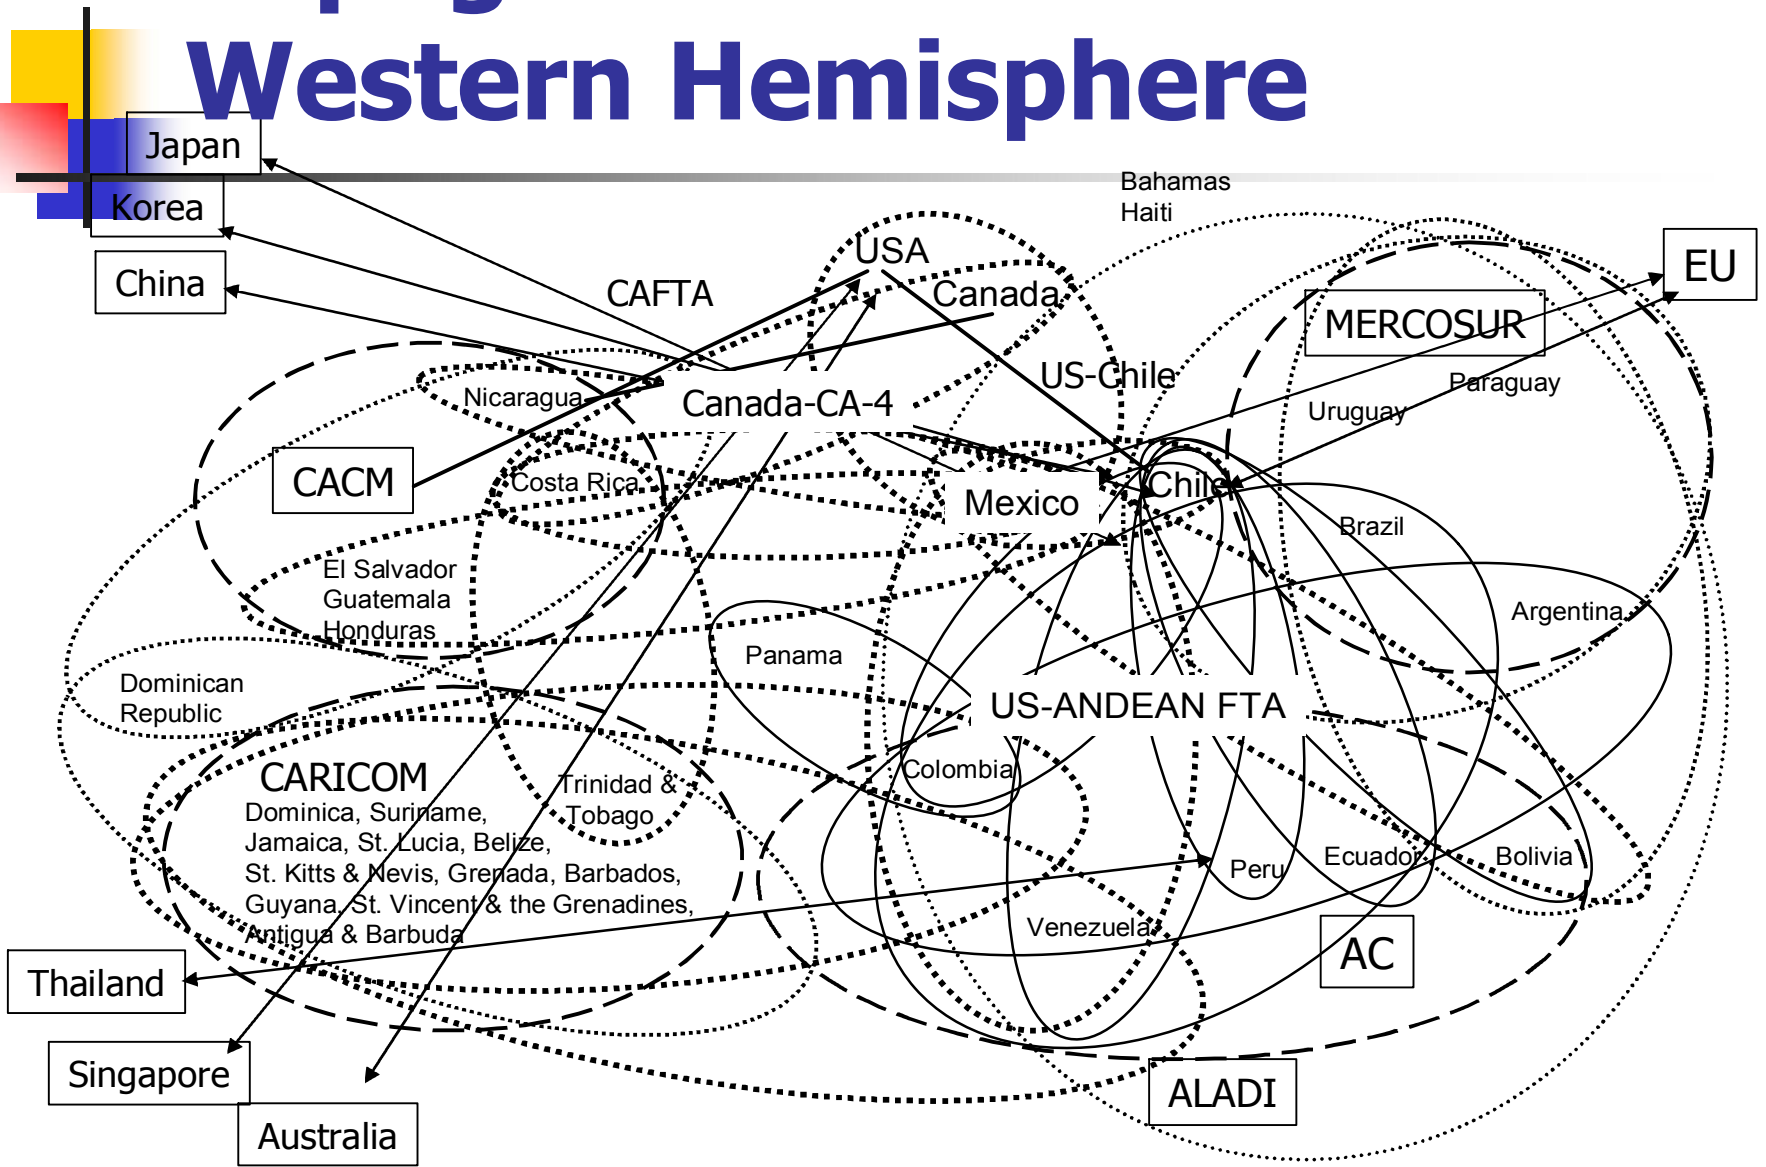 Western Hemisphere
Japan
Korea
China
Bahamas
Haiti
USA
Canada
CAFTA
EU
MERCOSUR
US-Chile
Paraguay
Uruguay
Nicaragua
Canada-CA-4
CACM
Costa Rica
Mexico
Chile
Brazil
El Salvador
Guatemala
Honduras
Argentina
Panama
Dominican
Republic
US-ANDEAN FTA
Colombia
CARICOM
Dominica, Suriname,
Jamaica, St. Lucia, Belize,
St. Kitts & Nevis, Grenada, Barbados,
Guyana, St. Vincent & the Grenadines,
Antigua & Barbuda
Trinidad &
Tobago
Peru
Ecuador
Bolivia
Venezuela
AC
Thailand
Singapore
ALADI
Australia